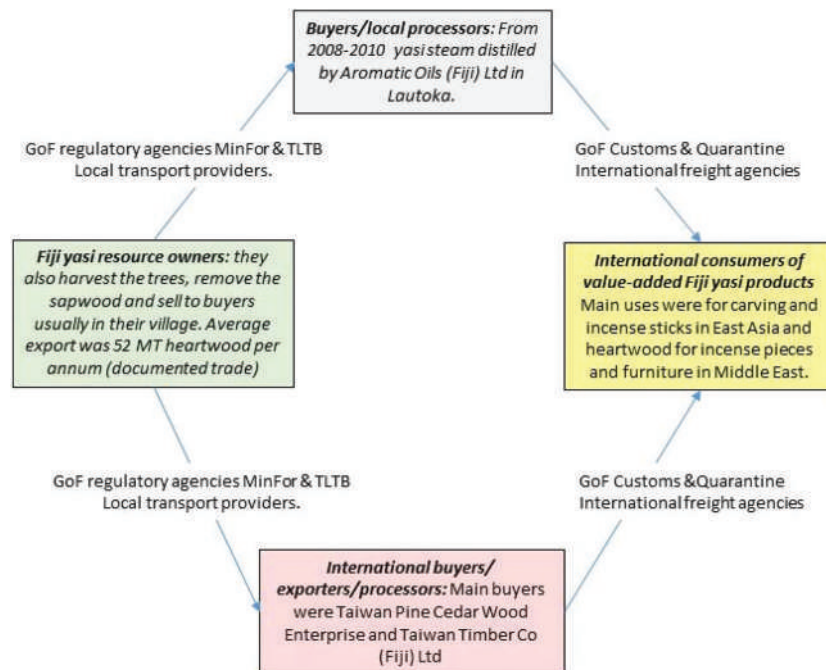 Buyers/local processors: From
2008-2010 yasi steam distilled
by Aromatic Oils (Fiji) Ltd in
Lautoka.
GoF regulatory agencies MinFor & TLTB
Local transport providers.
GoF Customs & Quarantine
International freight agencies
Fiji yasi resource owners: they
also harvest the trees, remove the
sapwood and sell to buyers
usually in their village. Average
export was 52 MT heartwood per
annum (documented trade)
International consumers of
value-added Fiji yasi products
Main uses were for carving and
incense sticks in East Asia and
heartwood for incense pieces
and furniture in Middle East.
GoF regulatory agencies MinFor & TLTB
Local transport providers.
GoF Customs &Quarantine
International freight agencies
International buyers/
exporters/processors: Main buyers
were Taiwan Pine Cedar Wood
Enterprise and Taiwan Timber Co
(Fiji) Ltd